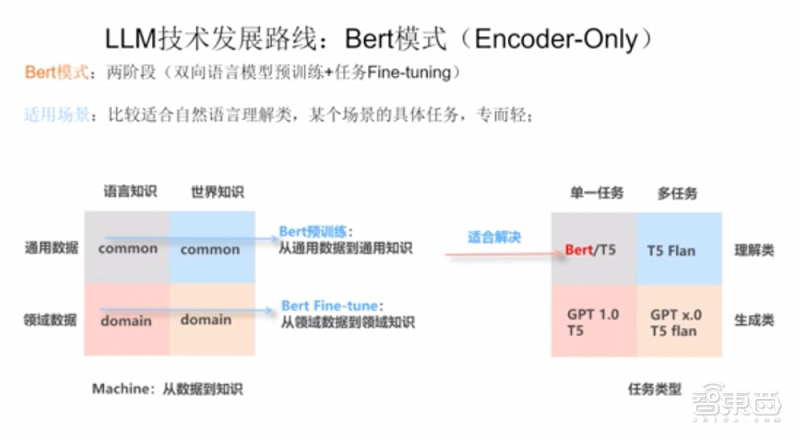 LLM技术发展路线：Bert模式（Encoder-Only）
Bert模式：两阶段（双向语言模型预训练+任务Fine-tuning）
适用场景：比较适合自然语言理解类，某个场景的具体任务，专而轻；
语言知识 世界知识
通用数据 common common
领域数据 domain domain
Machine：从数据到知识
Bert预训练：
从通用数据到通用知识
Bert Fine-tune：
从领域数据到领域知识
适合解决
单一任务 多任务
Bert/T5 T5 Flan 理解类
GPT 1.0 GPT x.0 生成类
T5 T5 flan
任务类型
智東西
zhidx.com